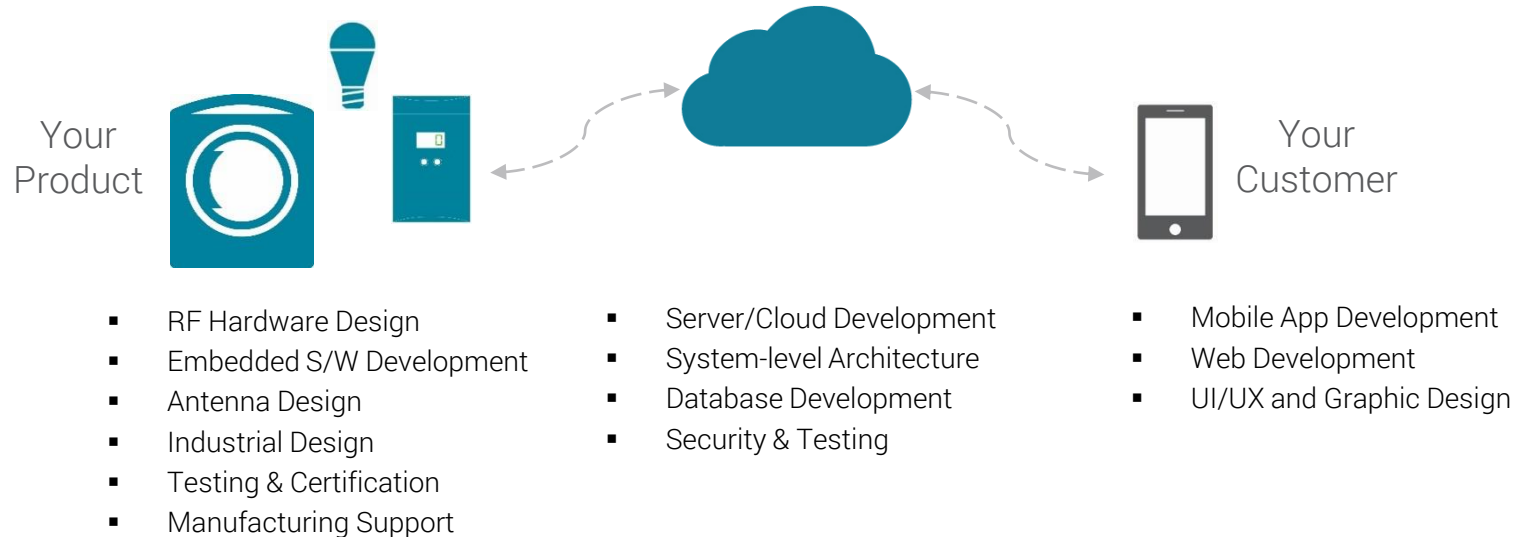 Your
Product
Your
Customer
0
▪ RF Hardware Design
▪ Embedded S/W Development
▪ Antenna Design
▪ Industrial Design
▪ Testing & Certification
▪ Manufacturing Support
▪ Server/Cloud Development
▪ System-level Architecture
▪ Database Development
▪ Security & Testing
▪ Mobile App Development
▪ Web Development
▪ UI/UX and Graphic Design